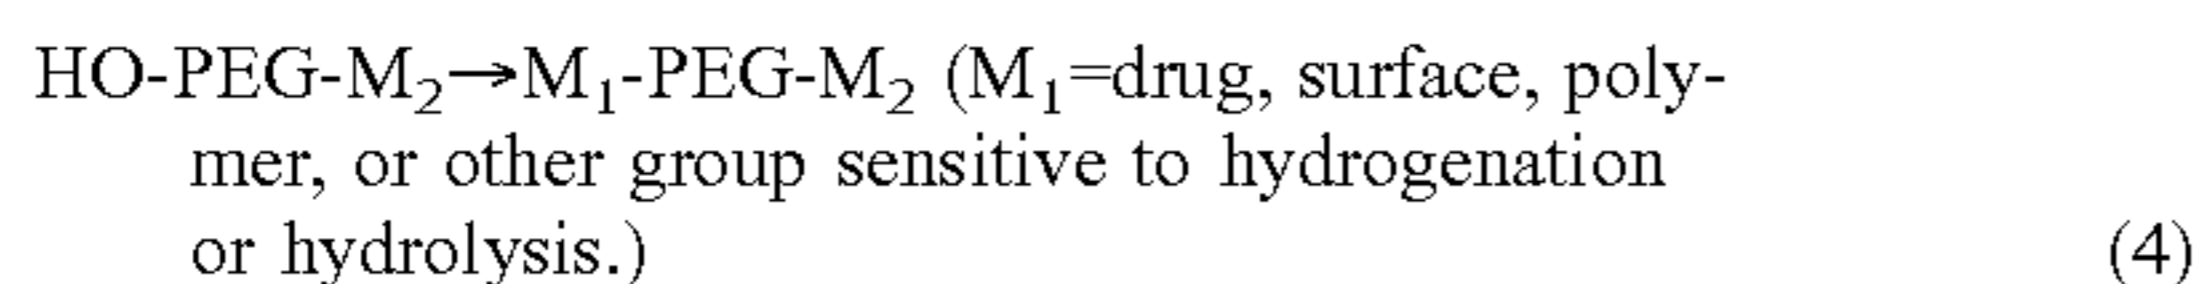 HO-PEG-M₂→M₁-PEG-M₂ (M₁=drug, surface, poly-
mer, or other group sensitive to hydrogenation
or hydrolysis.) (4)